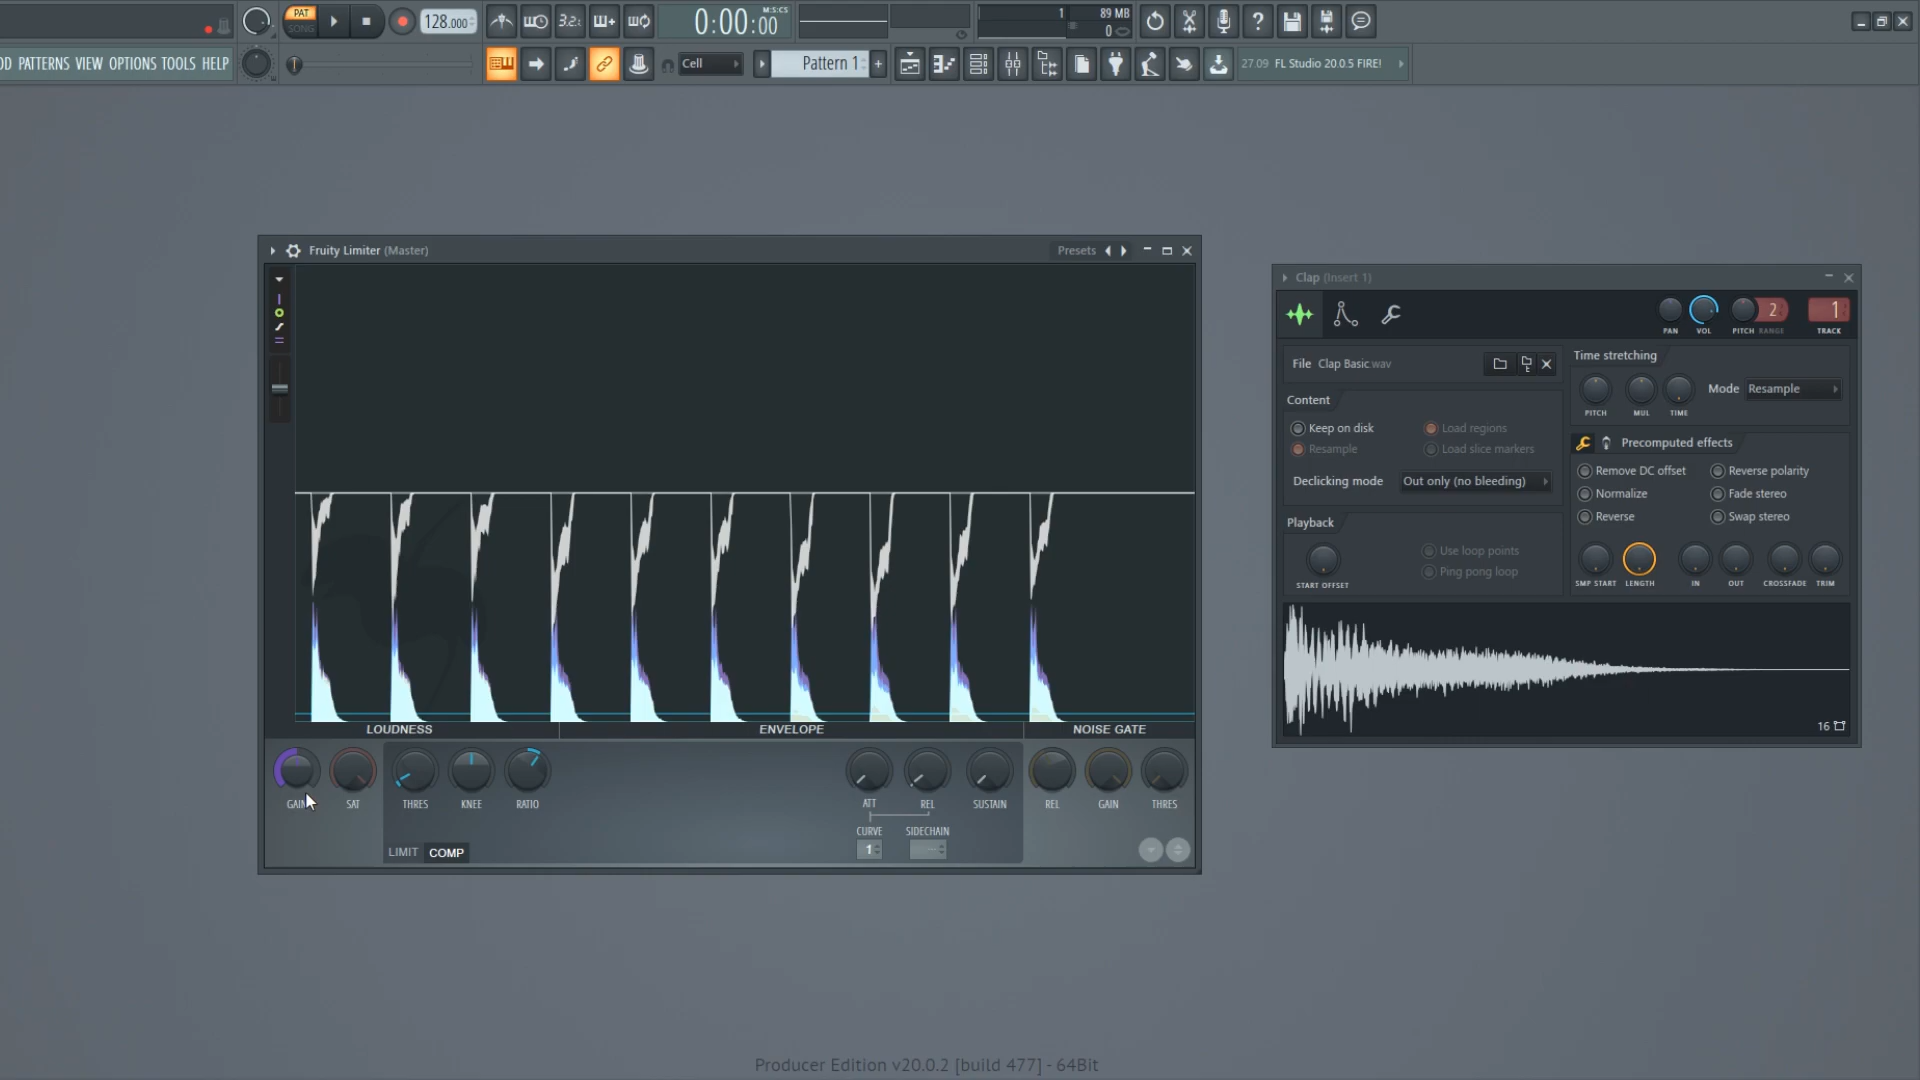 PAT
SONG
128.000
3.2.
0:00:00
M:S:CS
1
89 MB
0
?
OD PATTERNS VIEW OPTIONS TOOLS HELP
Cell
Pattern 1
+
27.09 FL Studio 20.0.5 FIRE!
Fruity Limiter (Master)
Presets
LOUDNESS
ENVELOPE
NOISE GATE
GAIN
SAT
THRES
KNEE
RATIO
ATT
REL
SUSTAIN
REL
GAIN
THRES
CURVE
SIDECHAIN
1
LIMIT
COMP
Clap (Insert 1)
2
1
PAN
VOL
PITCH
RANGE
TRACK
File Clap Basic.wav
Time stretching
PITCH
MUL
TIME
Mode Resample
Content
Keep on disk
Load regions
Resample
Load slice markers
Declicking mode
Out only (no bleeding)
Precomputed effects
Remove DC offset
Reverse polarity
Normalize
Fade stereo
Reverse
Swap stereo
Playback
Use loop points
Ping pong loop
START OFFSET
SMP START
LENGTH
IN
OUT
CROSSFADE
TRIM
16
Producer Edition v20.0.2 [build 477] - 64Bit